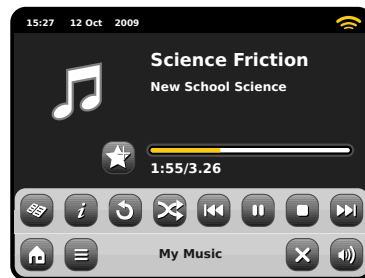 15:27 12 Oct 2009
Science Friction
New School Science
1:55/3.26
i
My Music